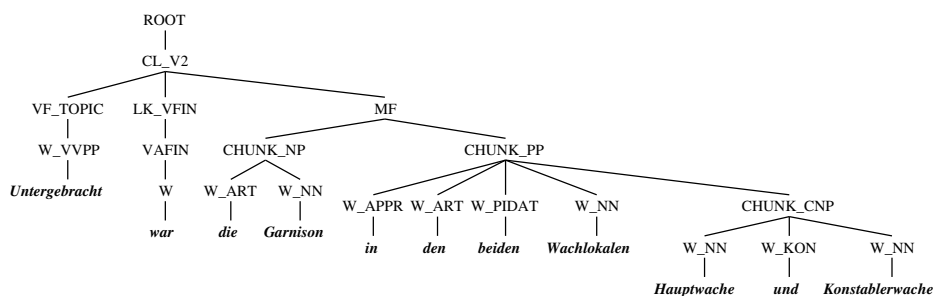 ROOT
CL_V2
VF_TOPIC LK_VFIN MF
W_VVPP VAFIN CHUNK_NP CHUNK_PP
Untergebracht W W_ART W_NN W_APPR W_ART W_PIDAT W_NN CHUNK_CNP
war die Garnison in den beiden Wachlokalen W_NN W_KON W_NN
Hauptwache und Konstablerwache